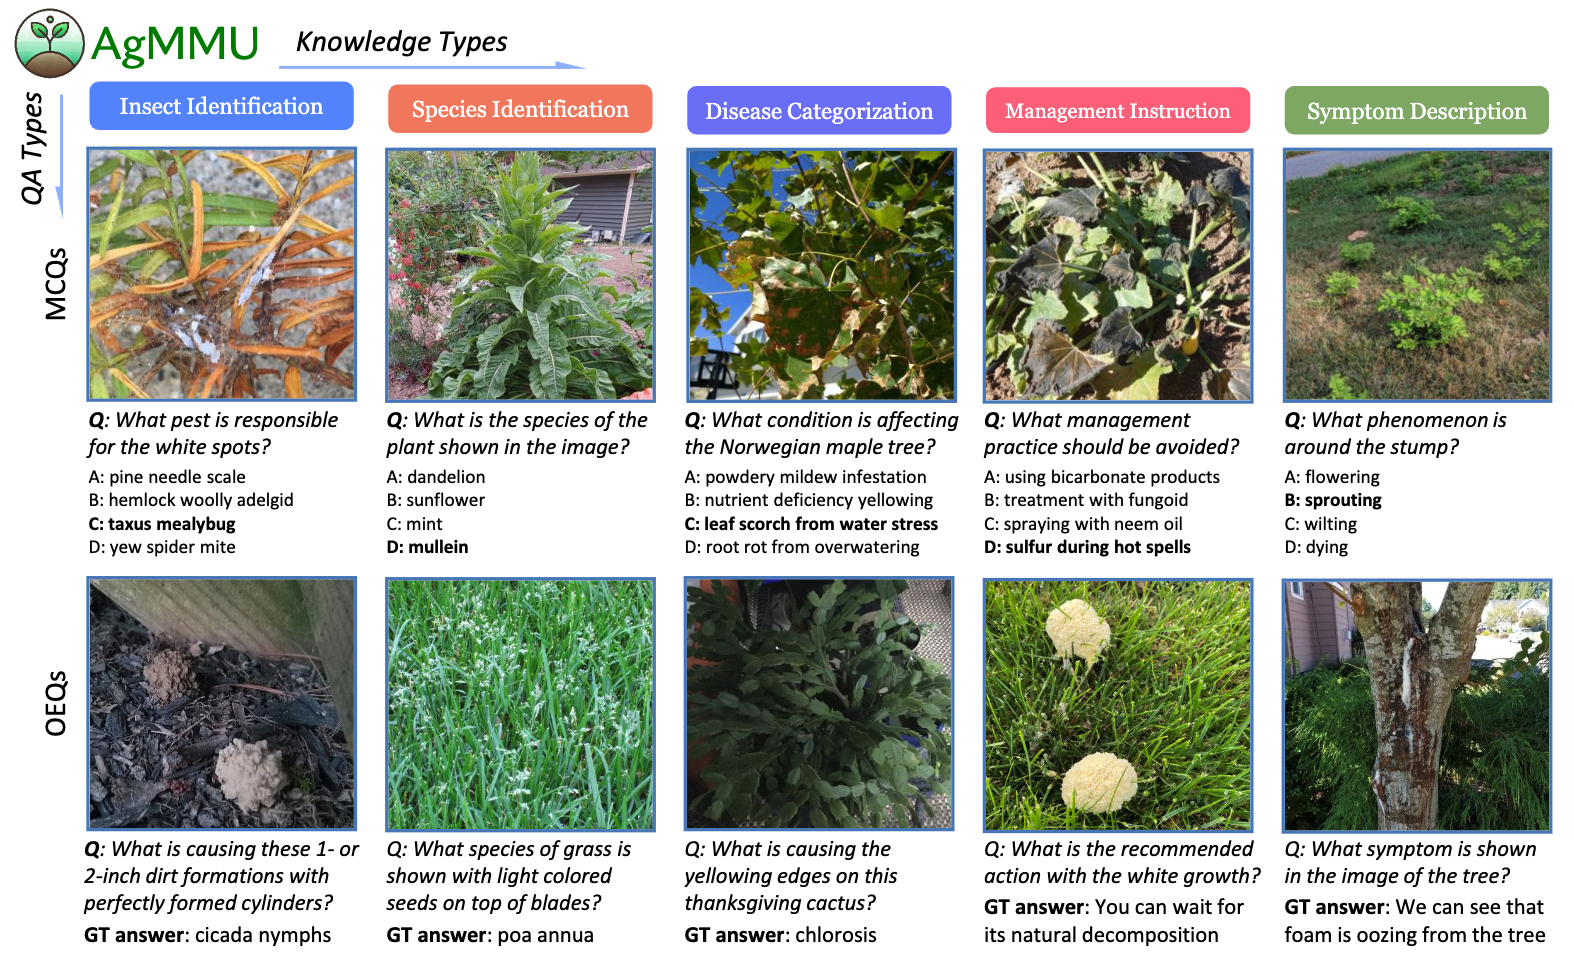 AgMMU
Knowledge Types
QA Types
Insect Identification
Species Identification
Disease Categorization
Management Instruction
Symptom Description
MCQs
Q: What pest is responsible
for the white spots?
A: pine needle scale
B: hemlock woolly adelgid
C: taxus mealybug
D: yew spider mite
Q: What is the species of the
plant shown in the image?
A: dandelion
B: sunflower
C: mint
D: mullein
Q: What condition is affecting
the Norwegian maple tree?
A: powdery mildew infestation
B: nutrient deficiency yellowing
C: leaf scorch from water stress
D: root rot from overwatering
Q: What management
practice should be avoided?
A: using bicarbonate products
B: treatment with fungoid
C: spraying with neem oil
D: sulfur during hot spells
Q: What phenomenon is
around the stump?
A: flowering
B: sprouting
C: wilting
D: dying
OEQs
Q: What is causing these 1- or
2-inch dirt formations with
perfectly formed cylinders?
GT answer: cicada nymphs
Q: What species of grass is
shown with light colored
seeds on top of blades?
GT answer: poa annua
Q: What is causing the
yellowing edges on this
thanksgiving cactus?
GT answer: chlorosis
Q: What is the recommended
action with the white growth?
GT answer: You can wait for
its natural decomposition
Q: What symptom is shown
in the image of the tree?
GT answer: We can see that
foam is oozing from the tree